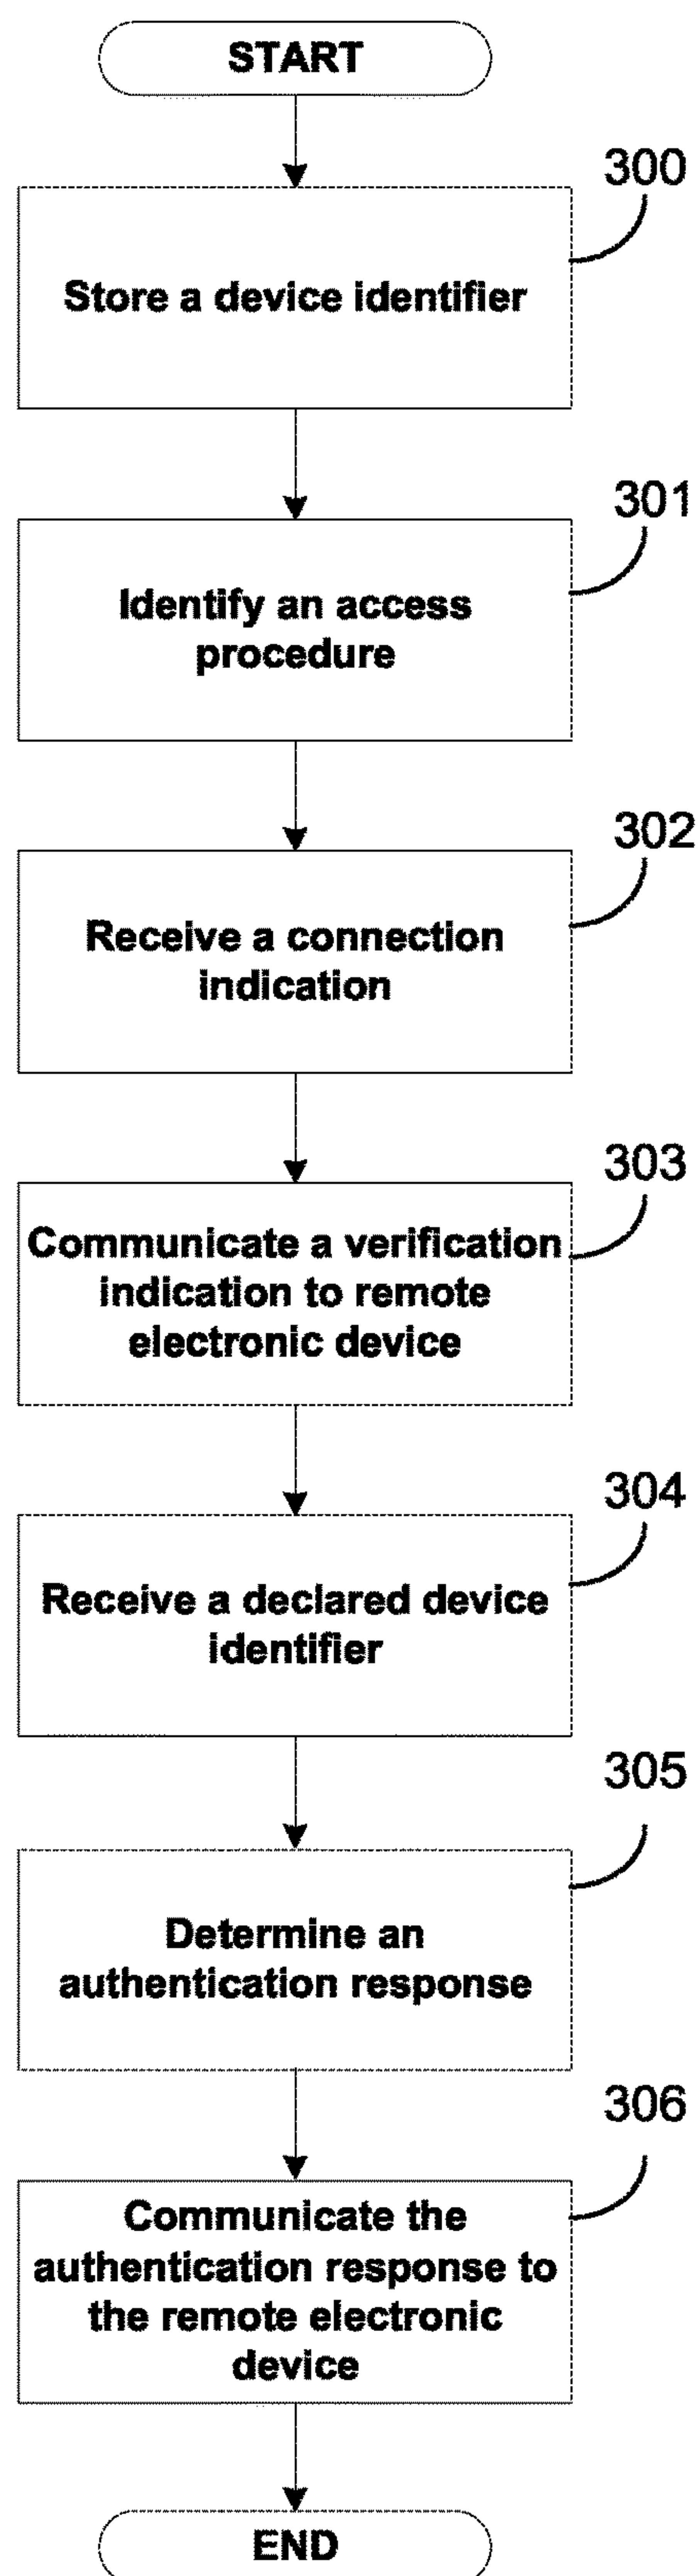 START
300
Store a device identifier
301
Identify an access
procedure
302
Receive a connection
indication
303
Communicate a verification
indication to remote
electronic device
304
Receive a declared device
identifier
305
Determine an
authentication response
306
Communicate the
authentication response to
the remote electronic
device
END